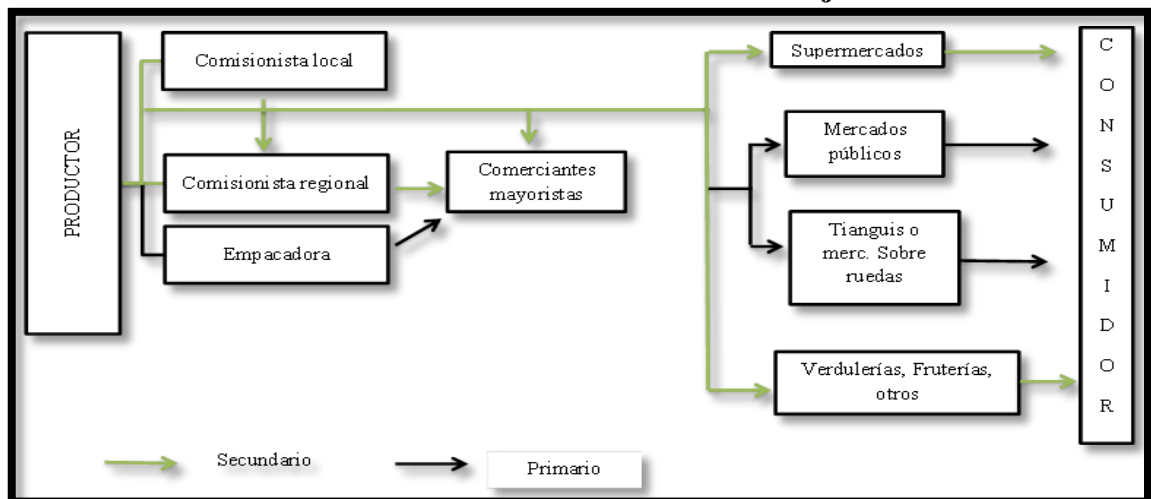 PRODUCTOR
Comisionista local
Comisionista regional
Empacadora
Comerciantes
mayoristas
Supermercados
Mercados
públicos
Tianguis o
merc. Sobre
ruedas
Verdulerías, Fruterías,
otros
C
O
N
S
U
M
I
D
O
R
Secundario
Primario